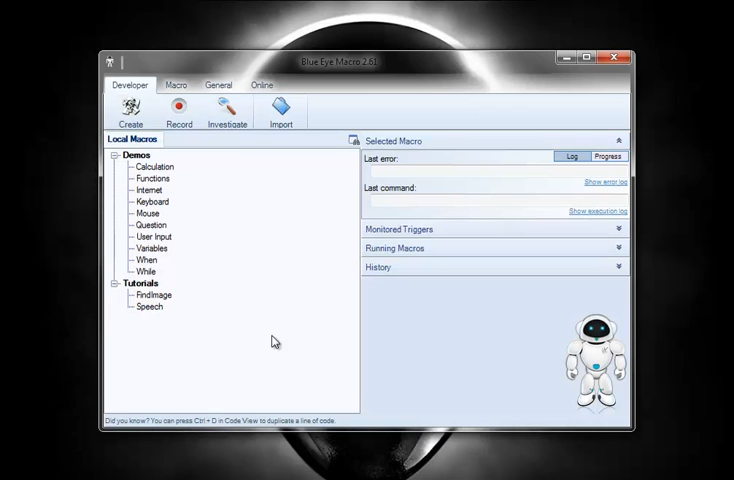 Blue Eye Macro 2.61
Developer Macro General Online
Create Record Investigate Import
Local Macros
Demos
Calculation
Functions
Internet
Keyboard
Mouse
Question
User Input
Variables
When
While
Tutorials
FindImage
Speech
Selected Macro
Last error: Log Progress
Show error log
Last command:
Show execution log
Monitored Triggers
Running Macros
History
Did you know? You can press Ctrl + D in Code View to duplicate a line of code.